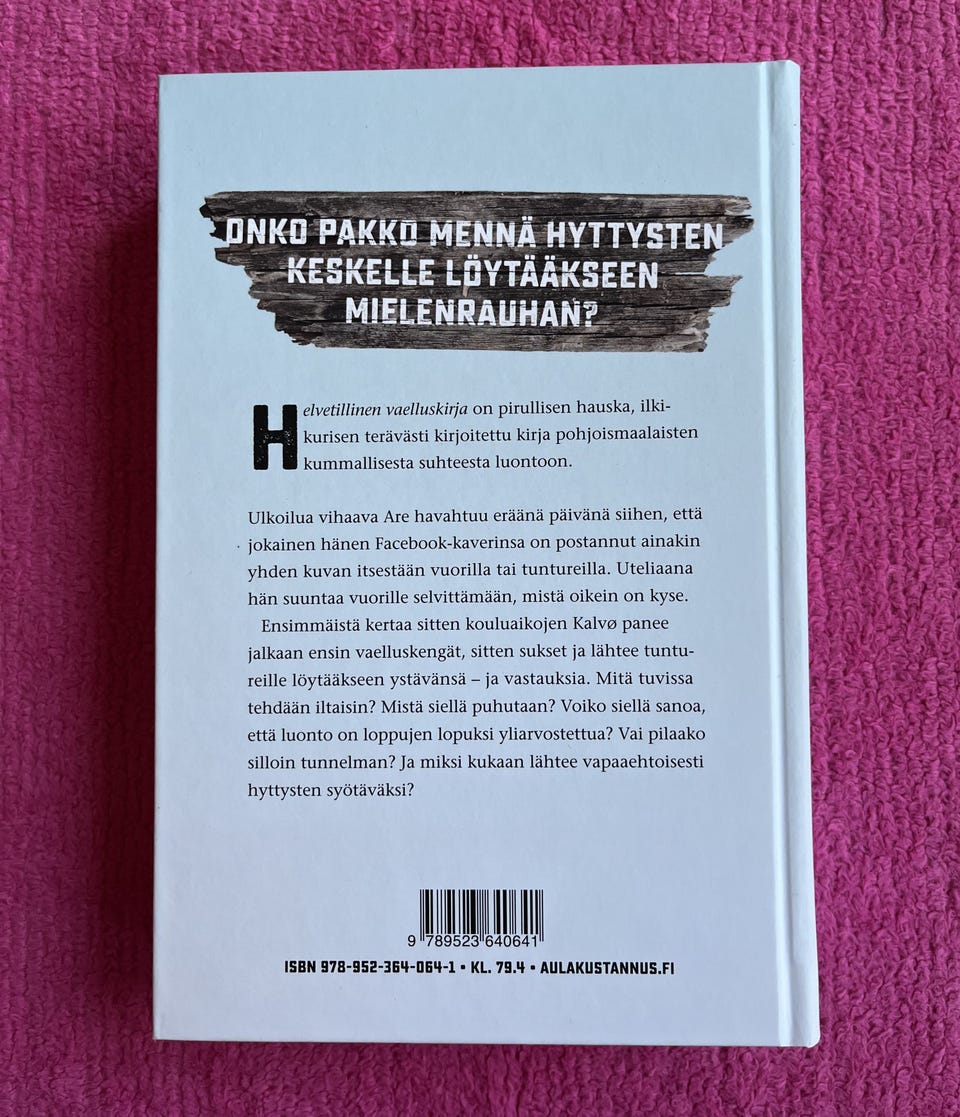 ONKO PAKKO MENNÄ HYTTYSTEN
KESKELLE LÖYTÄÄKSEEN
MIELENRAUHAN?
Helvetillinen vaelluskirja on pirullisen hauska, ilki-
kurisen terävästi kirjoitettu kirja pohjoismaalaisten
kummallisesta suhteesta luontoon.
Ulkoilua vihaava Are havahtuu eräänä päivänä siihen, että
jokainen hänen Facebook-kaverinsa on postannut ainakin
yhden kuvan itsestään vuorilla tai tuntureilla. Uteliaana
hän suuntaa vuorille selvittämään, mistä oikein on kyse.
Ensimmäistä kertaa sitten kouluaikojen Kalvø panee
jalkaan ensin vaelluskengät, sitten sukset ja lähtee tuntu-
reille löytääkseen ystävänsä – ja vastauksia. Mitä tuvissa
tehdään iltaisin? Mistä siellä puhutaan? Voiko siellä sanoa,
että luonto on loppujen lopuksi yliarvostettua? Vai pilaako
silloin tunnelman? Ja miksi kukaan lähtee vapaaehtoisesti
hyttysten syötäväksi?
9 789523 640641
ISBN 978-952-364-064-1 • KL. 79.4 • AULAKUSTANNUS.FI